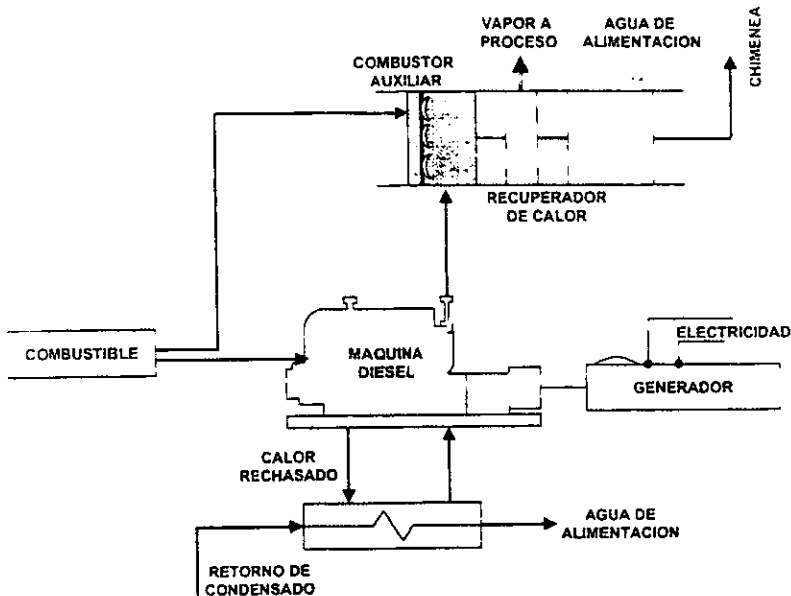 VAPOR A
PROCESO
AGUA DE
ALIMENTACION
CHIMENEA
COMBUSTOR
AUXILIAR
RECUPERADOR
DE CALOR
COMBUSTIBLE
MAQUINA
DIESEL
ELECTRICIDAD
GENERADOR
CALOR
RECHASADO
AGUA DE
ALIMENTACION
RETORNO DE
CONDENSADO